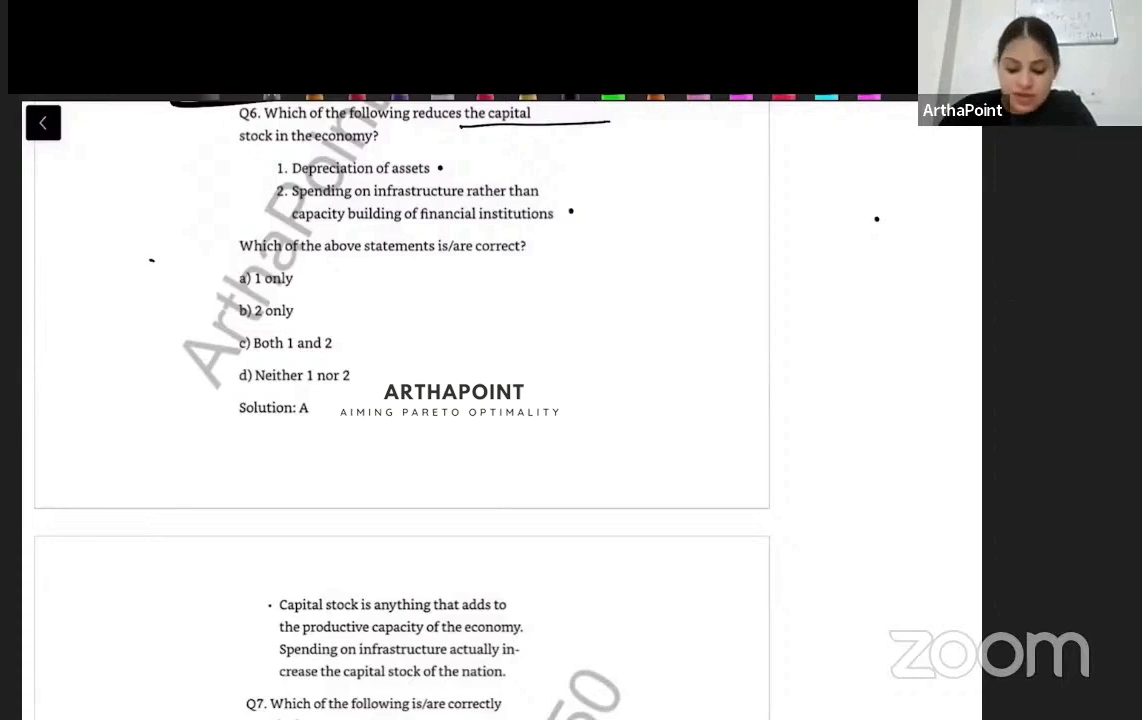 ArthaPoint
Q6. Which of the following reduces the capital
stock in the economy?
1. Depreciation of assets
2. Spending on infrastructure rather than
capacity building of financial institutions
Which of the above statements is/are correct?
a) 1 only
b) 2 only
c) Both 1 and 2
d) Neither 1 nor 2
Solution: A
ArthaPoint
ARTHAPOINT
AIMING PARETO OPTIMALITY
• Capital stock is anything that adds to
the productive capacity of the economy.
Spending on infrastructure actually in-
crease the capital stock of the nation.
Q7. Which of the following is/are correctly
50
zoom